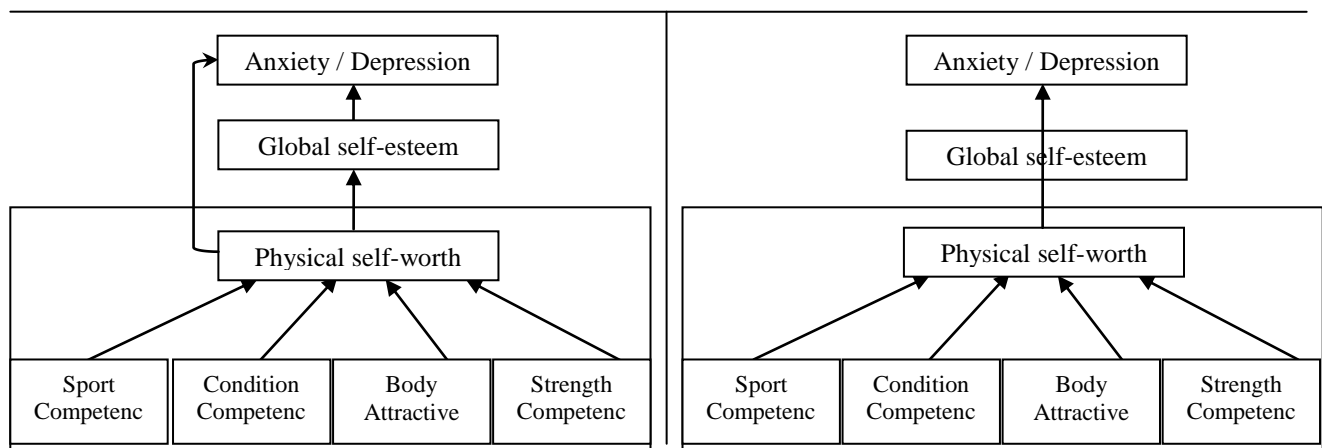 Anxiety / Depression
Global self-esteem
Physical self-worth
Sport
Competenc
Condition
Competenc
Body
Attractive
Strength
Competenc
Anxiety / Depression
Global self-esteem
Physical self-worth
Sport
Competenc
Condition
Competenc
Body
Attractive
Strength
Competenc